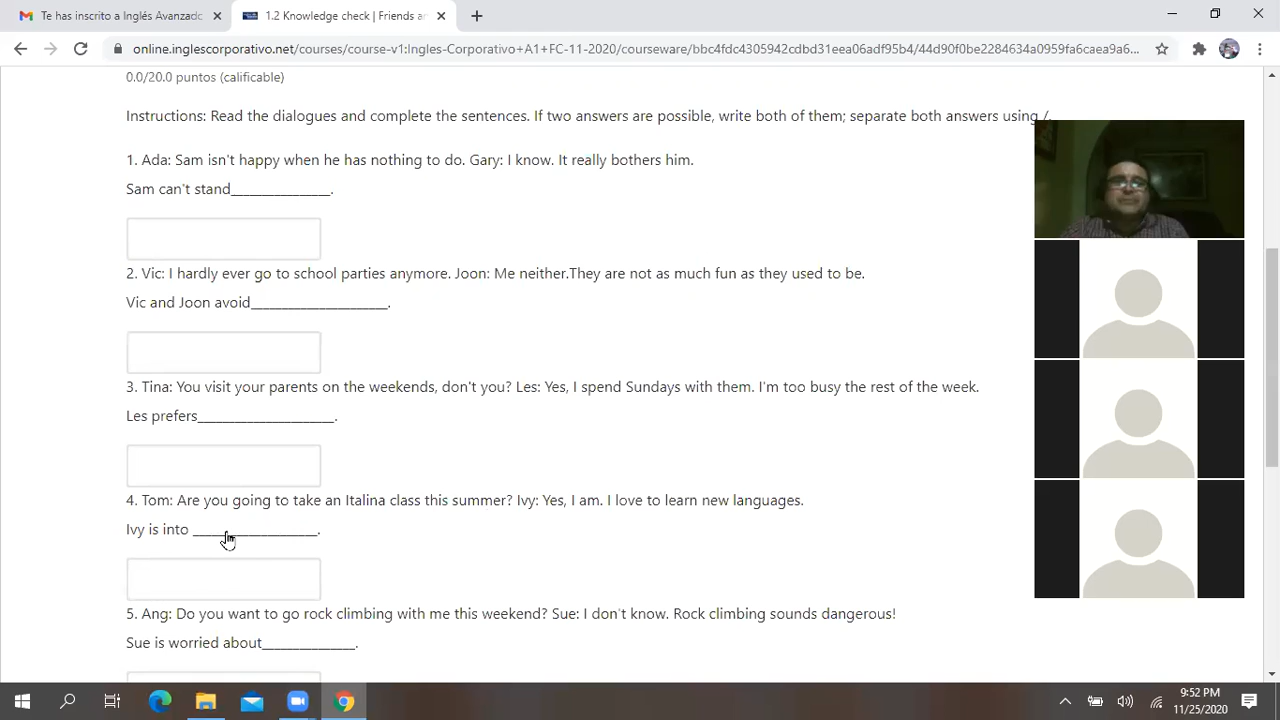 Te has inscrito a Inglés Avanzado
1.2 Knowledge check | Friends an
online.inglescorporativo.net/courses/course-v1:Ingles-Corporativo+A1+FC-11-2020/courseware/bbc4fdc4305942cdbd31eea06adf95b4/44d90f0be2284634a0959fa6caea9a6...
0.0/20.0 puntos (calificable)
Instructions: Read the dialogues and complete the sentences. If two answers are possible, write both of them; separate both answers using /.
1. Ada: Sam isn't happy when he has nothing to do. Gary: I know. It really bothers him.
Sam can't stand_______________.
2. Vic: I hardly ever go to school parties anymore. Joon: Me neither.They are not as much fun as they used to be.
Vic and Joon avoid_____________________.
3. Tina: You visit your parents on the weekends, don't you? Les: Yes, I spend Sundays with them. I'm too busy the rest of the week.
Les prefers_____________________.
4. Tom: Are you going to take an Italina class this summer? Ivy: Yes, I am. I love to learn new languages.
Ivy is into ___________________.
5. Ang: Do you want to go rock climbing with me this weekend? Sue: I don't know. Rock climbing sounds dangerous!
Sue is worried about______________.
9:52 PM
11/25/2020